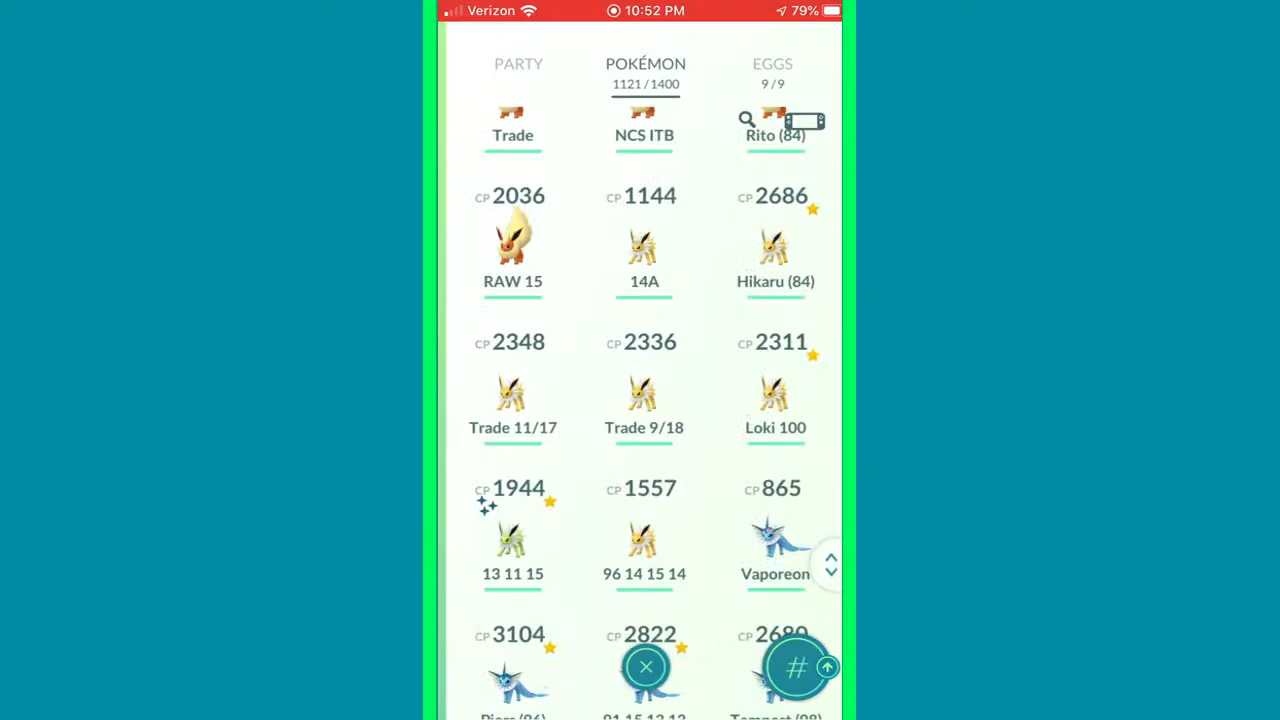 Verizon 10:52 PM 79%
PARTY POKÉMON EGGS
1121 / 1400 9 / 9
Trade NCS ITB Rito (84)
CP 2036 CP 1144 CP 2686
RAW 15 14A Hikaru (84)
CP 2348 CP 2336 CP 2311
Trade 11/17 Trade 9/18 Loki 100
CP 1944 CP 1557 CP 865
13 11 15 96 14 15 14 Vaporeon
CP 3104 CP 2822 CP 2689
#